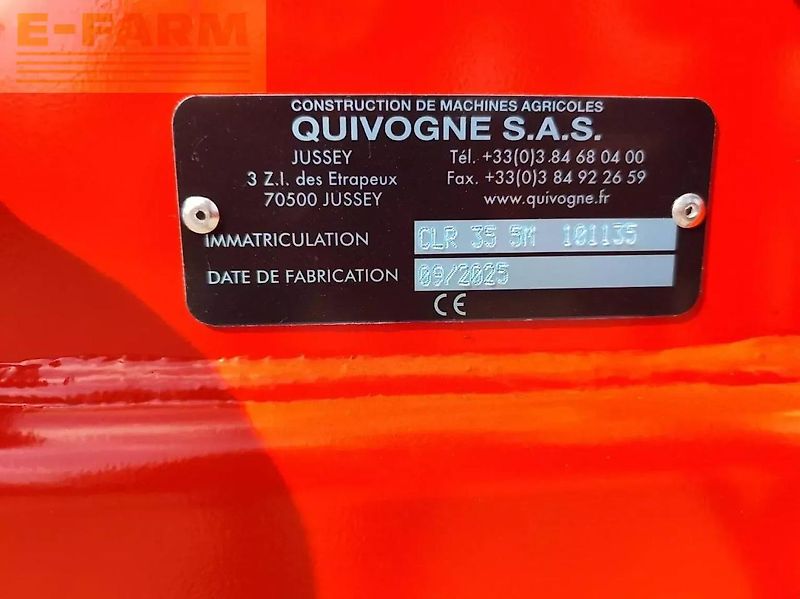 E-FARM
CONSTRUCTION DE MACHINES AGRICOLES
QUIVOGNE S.A.S.
JUSSEY
3 Z.I. des Etrapeux
70500 JUSSEY
Tél. +33(0)3 84 68 04 00
Fax. +33(0)3 84 92 26 59
www.quivogne.fr
IMMATRICULATION CLR 35 5M 101135
DATE DE FABRICATION 09/2025
CE